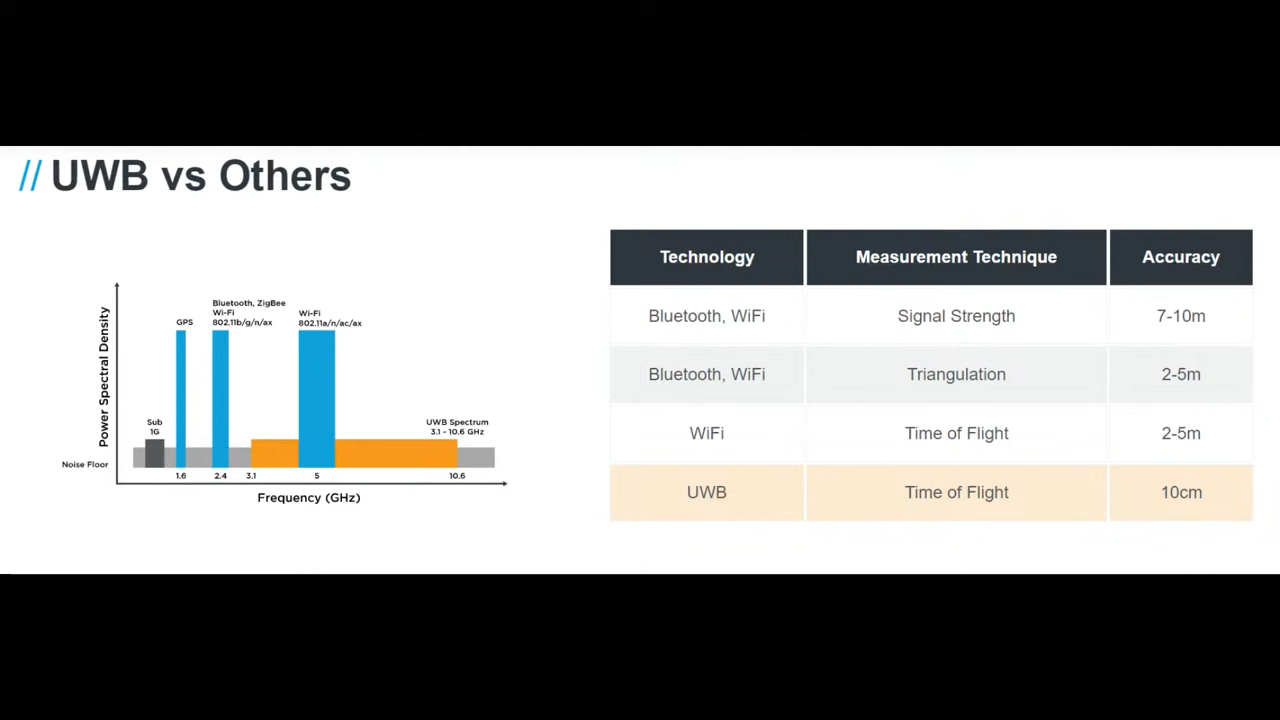 // UWB vs Others
Power Spectral Density
GPS
Bluetooth, ZigBee
Wi-Fi
802.11b/g/n/ax
Wi-Fi
802.11a/n/ac/ax
Sub
1G
UWB Spectrum
3.1 - 10.6 GHz
Noise Floor
1.6 2.4 3.1 5 10.6
Frequency (GHz)
Technology Measurement Technique Accuracy
Bluetooth, WiFi Signal Strength 7-10m
Bluetooth, WiFi Triangulation 2-5m
WiFi Time of Flight 2-5m
UWB Time of Flight 10cm